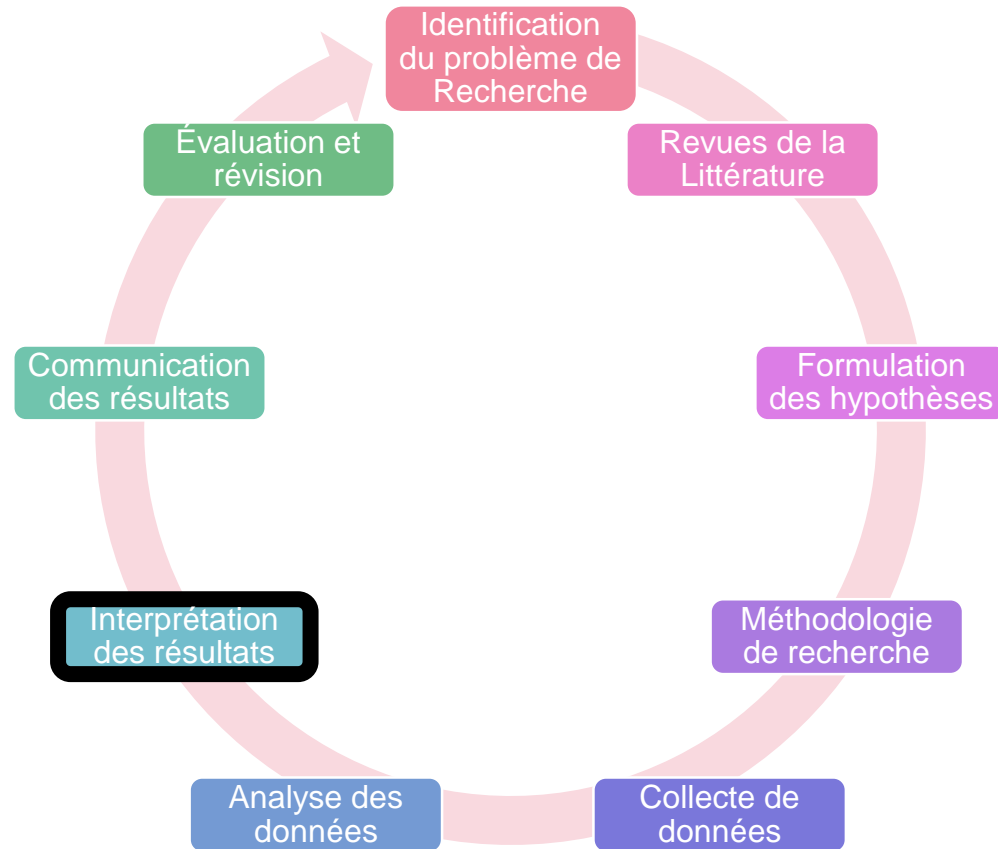 Identification
du problème de
Recherche
Revues de la
Littérature
Formulation
des hypothèses
Méthodologie
de recherche
Collecte de
données
Analyse des
données
Interprétation
des résultats
Communication
des résultats
Évaluation et
révision